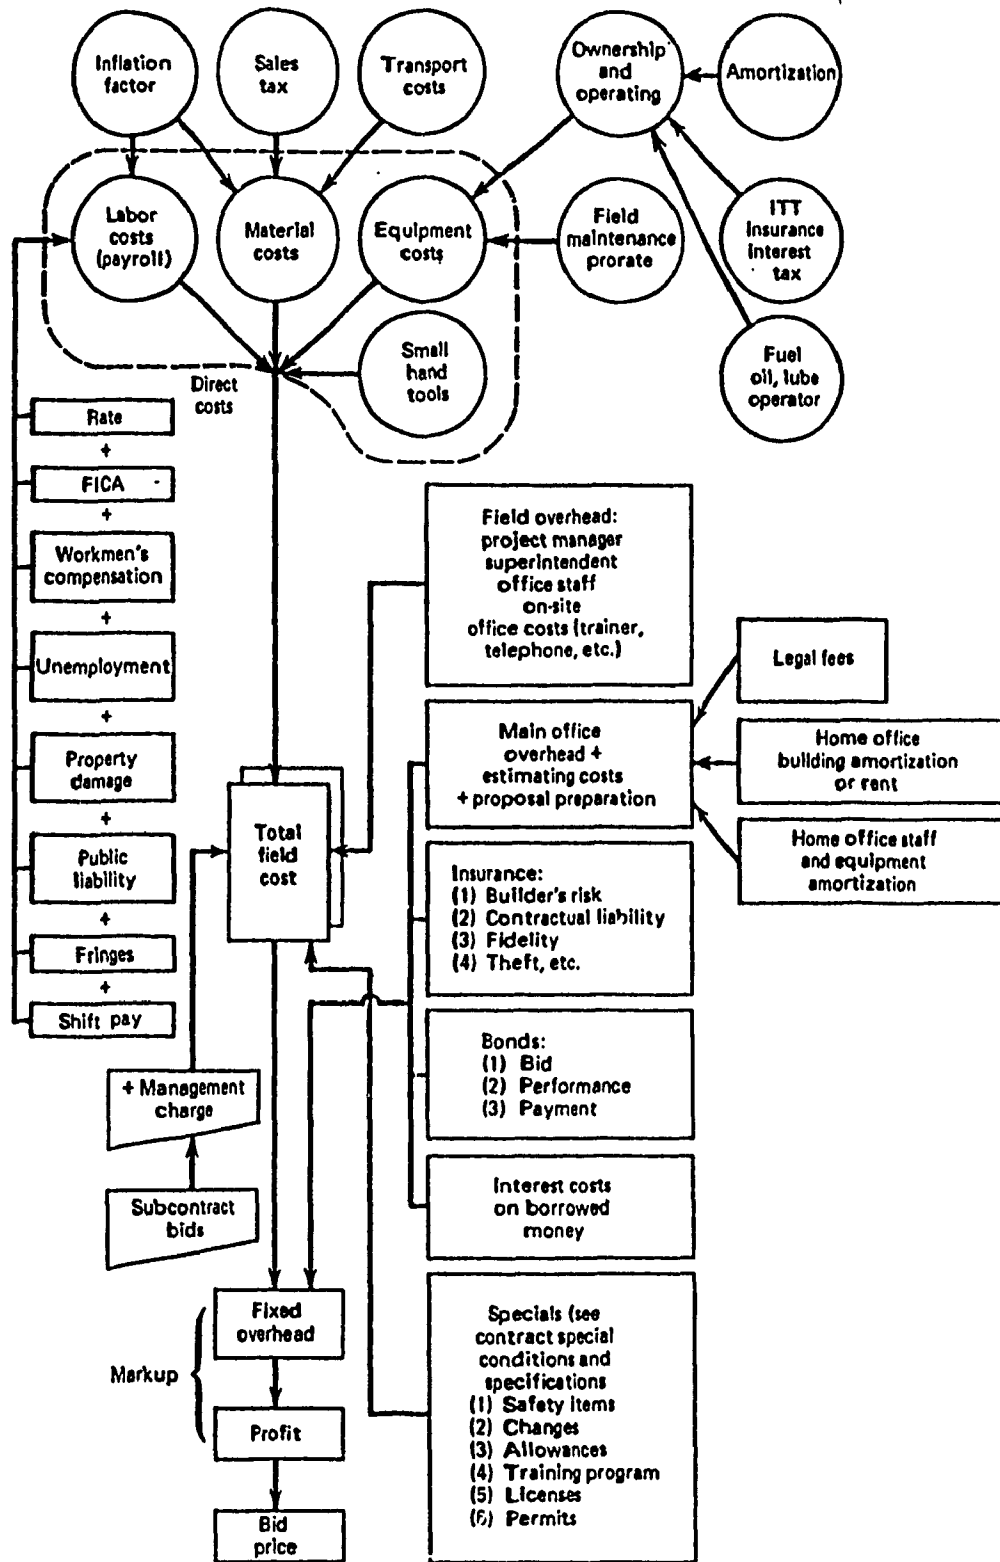 Inflation
factor
Sales
tax
Transport
costs
Ownership
and
operating
Amortization
Labor
costs
(payroll)
Material
costs
Equipment
costs
Field
maintenance
prorate
ITT
Insurance
interest
tax
Small
hand
tools
Fuel
oil, lube
operator
Direct
costs
Rate
+
FICA
+
Workmen's
compensation
+
Unemployment
+
Property
damage
+
Public
liability
+
Fringes
+
Shift pay
Field overhead:
project manager
superintendent
office staff
on-site
office costs (trainer,
telephone, etc.)
Legal fees
Main office
overhead +
estimating costs
+ proposal preparation
Home office
building amortization
or rent
Home office staff
and equipment
amortization
Total
field
cost
Insurance:
(1) Builder's risk
(2) Contractual liability
(3) Fidelity
(4) Theft, etc.
Bonds:
(1) Bid
(2) Performance
(3) Payment
+ Management
charge
Subcontract
bids
Interest costs
on borrowed
money
Fixed
overhead
Markup
Profit
Bid
price
Specials (see
contract special
conditions and
specifications
(1) Safety items
(2) Changes
(3) Allowances
(4) Training program
(5) Licenses
(6) Permits